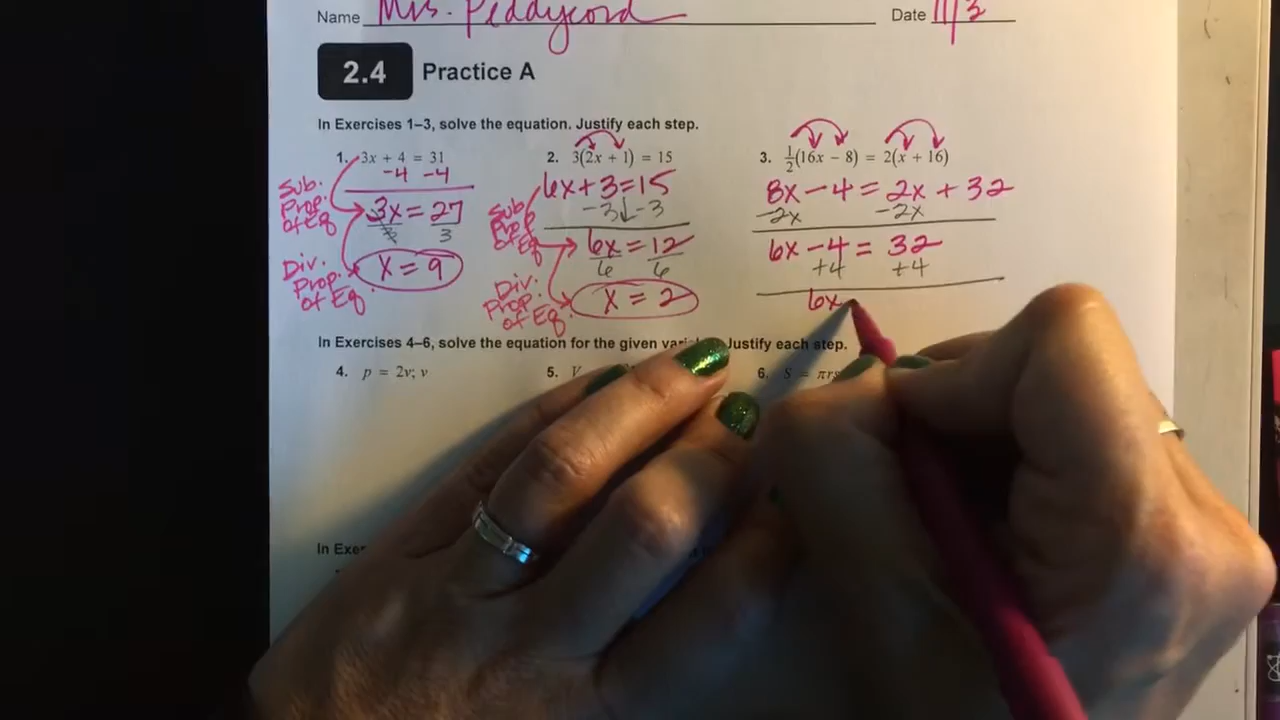 Name Mrs. Peddycord Date 11/3
2.4 Practice A
In Exercises 1–3, solve the equation. Justify each step.
1. 3x + 4 = 31
-4 -4
Sub. Prop. of Eq
3x = 27
3 3
Div. Prop. of Eq.
x = 9
2. 3(2x + 1) = 15
6x + 3 = 15
-3 -3
Sub. Prop. of Eq
6x = 12
6 6
Div. Prop. of Eq.
x = 2
3. 1/2(16x − 8) = 2(x + 16)
8x - 4 = 2x + 32
-2x -2x
6x - 4 = 32
+4 +4
6x
In Exercises 4–6, solve the equation for the given Justify each step.
4. p = 2v; v
5. V
6. S = πrs
In Exer